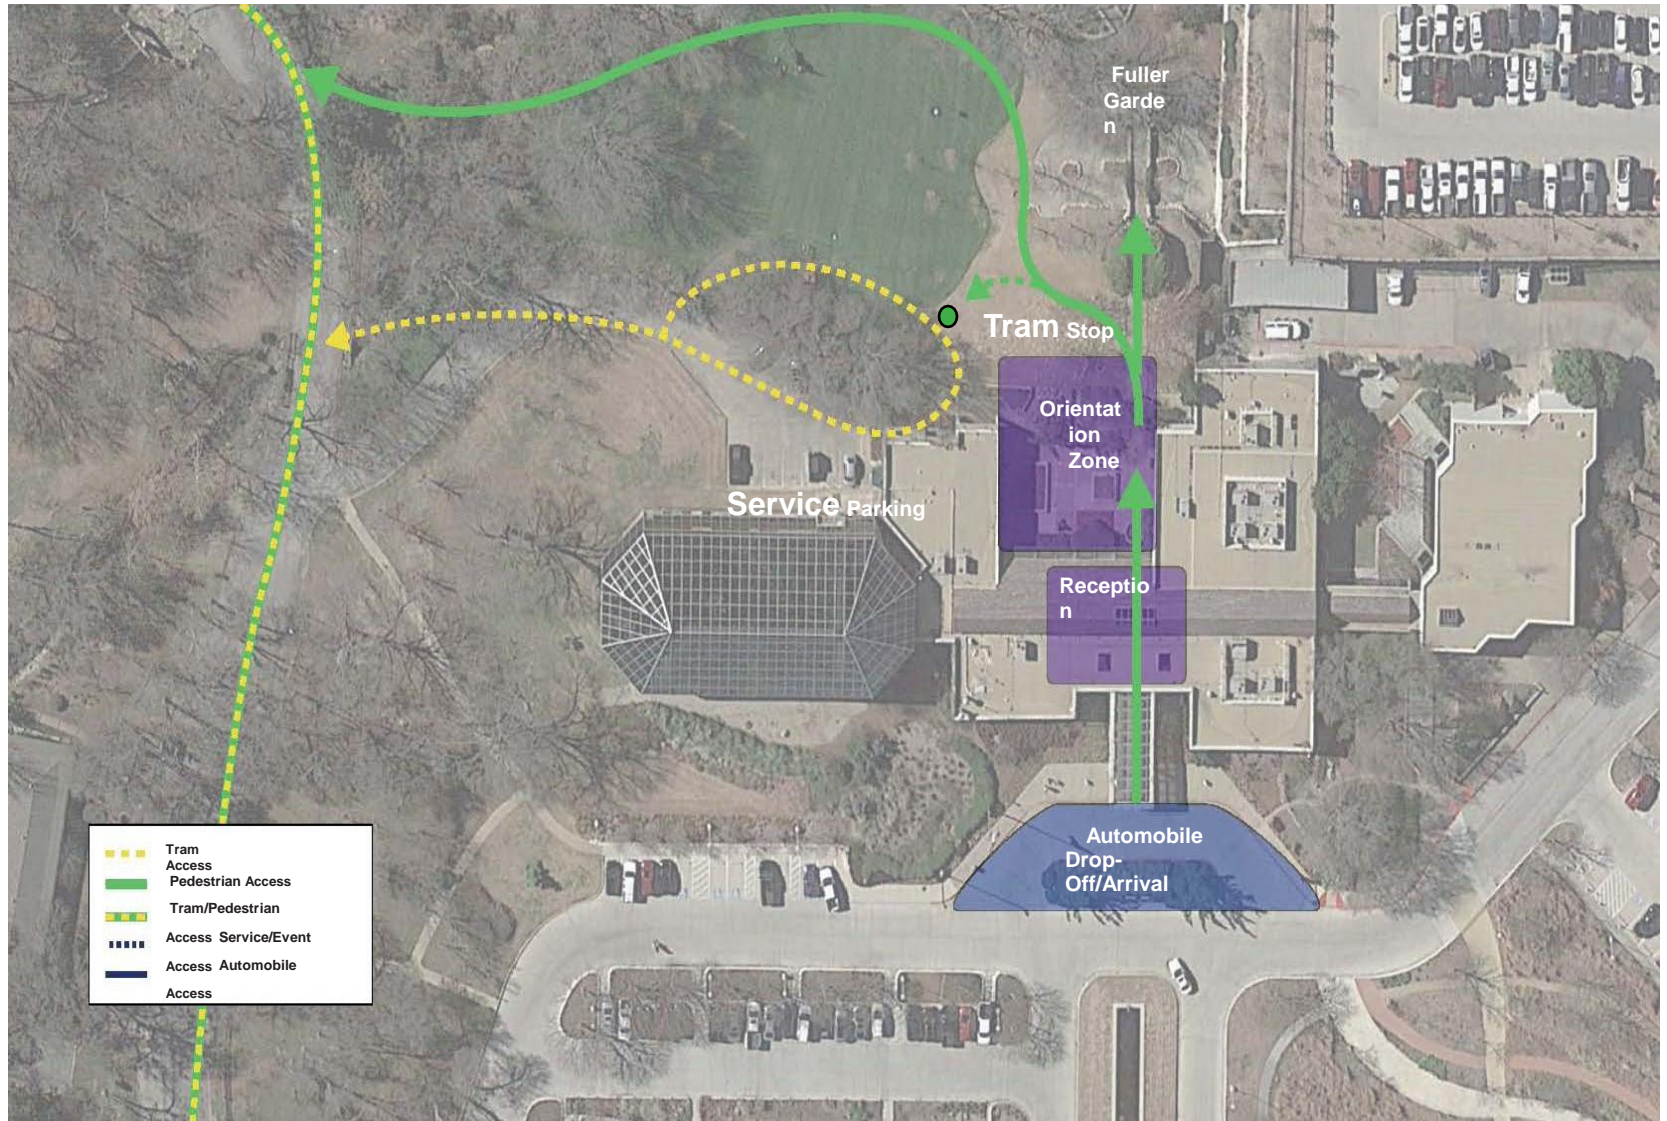 Fuller
Garde
n
Tram Stop
Orientat
ion
Zone
Service Parking
Receptio
n
Automobile
Drop-
Off/Arrival
Tram
Access
Pedestrian Access
Tram/Pedestrian
Access Service/Event
Access Automobile
Access